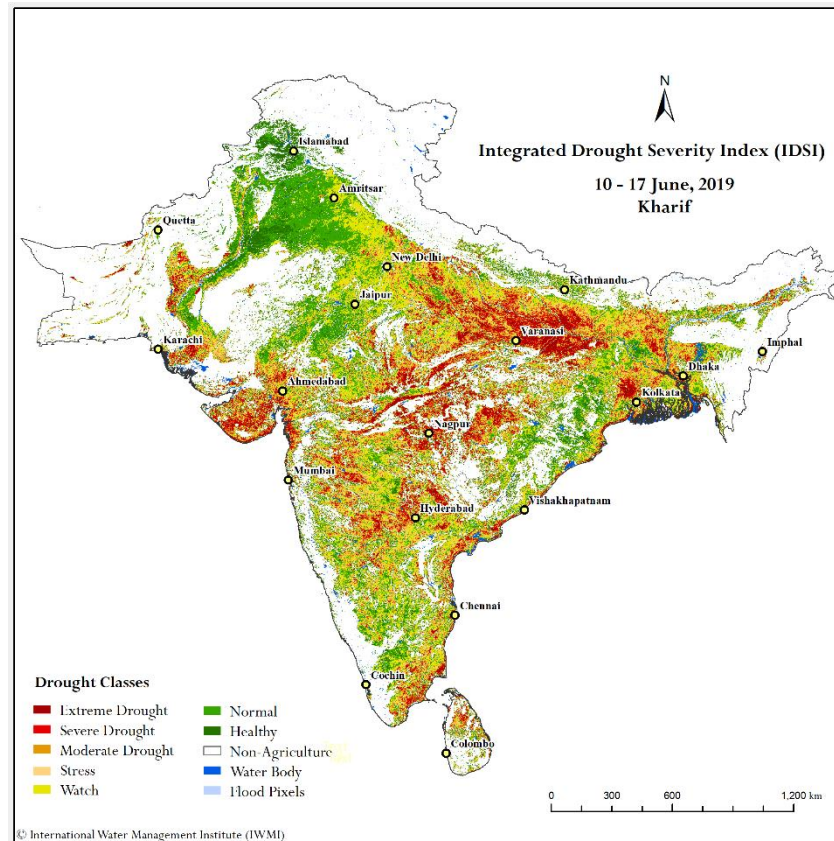 N
Integrated Drought Severity Index (IDSI)
10 - 17 June, 2019
Kharif
Islamabad
Amritsar
Quetta
New Delhi
Kathmandu
Jaipur
Varanasi
Karachi
Imphal
Dhaka
Ahmedabad
Kolkata
Nagpur
Mumbai
Vishakhapatnam
Hyderabad
Chennai
Cochin
Colombo
Drought Classes
Extreme Drought
Severe Drought
Moderate Drought
Stress
Watch
Normal
Healthy
Non-Agriculture
Water Body
Flood Pixels
0 300 600 1,200 km
© International Water Management Institute (IWMI)